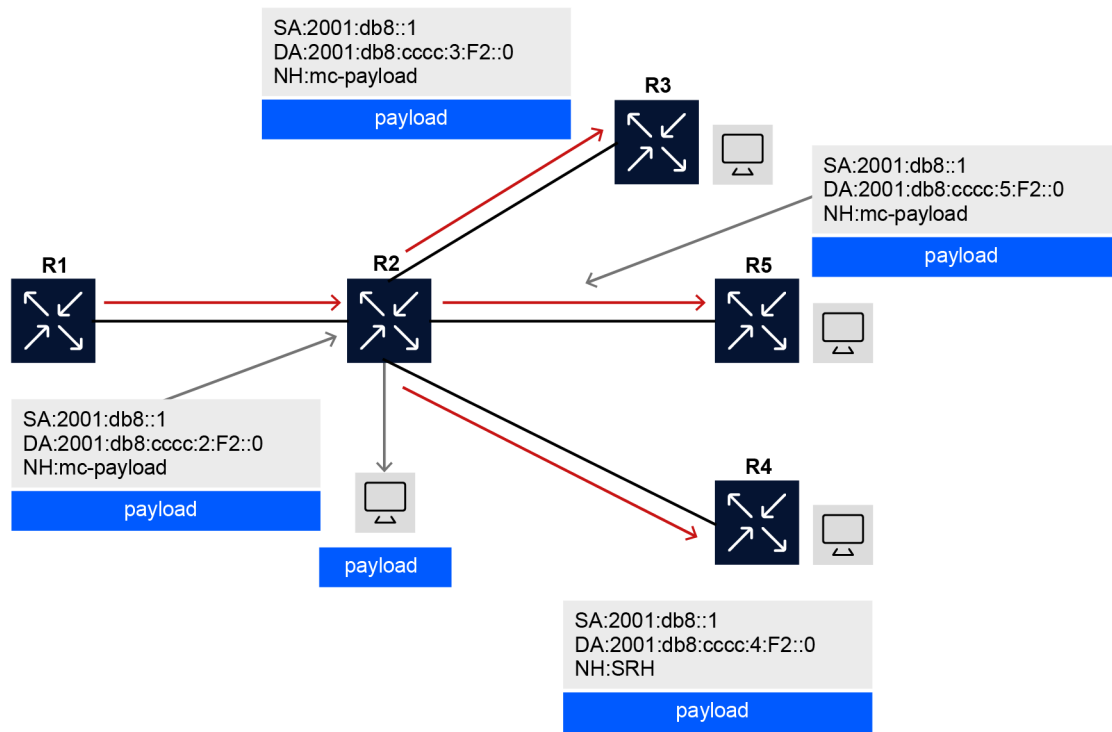 SA:2001:db8::1
DA:2001:db8:cccc:3:F2::0
NH:mc-payload
payload
R3
SA:2001:db8::1
DA:2001:db8:cccc:5:F2::0
NH:mc-payload
payload
R1
R2
R5
SA:2001:db8::1
DA:2001:db8:cccc:2:F2::0
NH:mc-payload
payload
payload
R4
SA:2001:db8::1
DA:2001:db8:cccc:4:F2::0
NH:SRH
payload